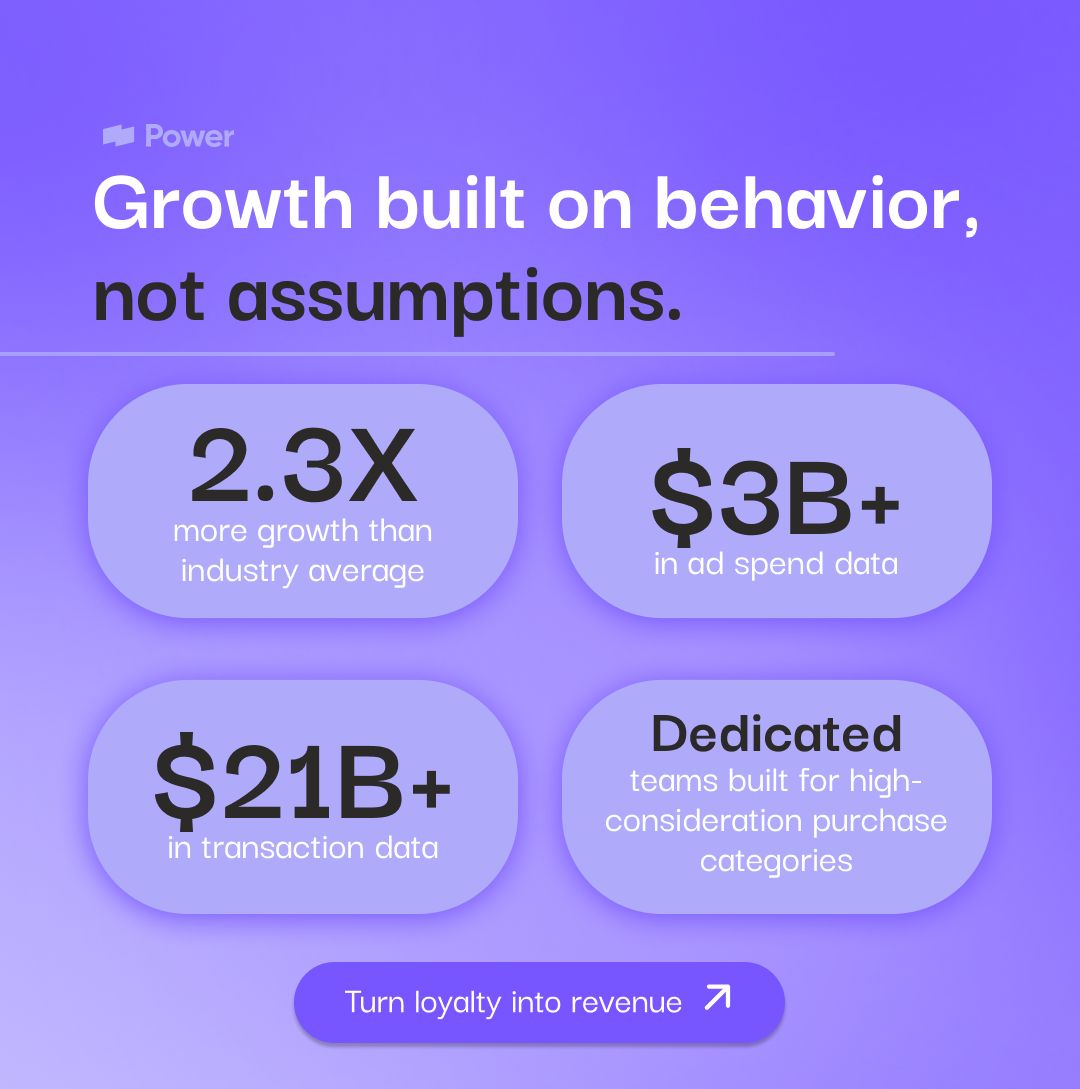 Power
Growth built on behavior,
not assumptions.
2.3X
more growth than
industry average
$3B+
in ad spend data
$21B+
in transaction data
Dedicated
teams built for high-
consideration purchase
categories
Turn loyalty into revenue